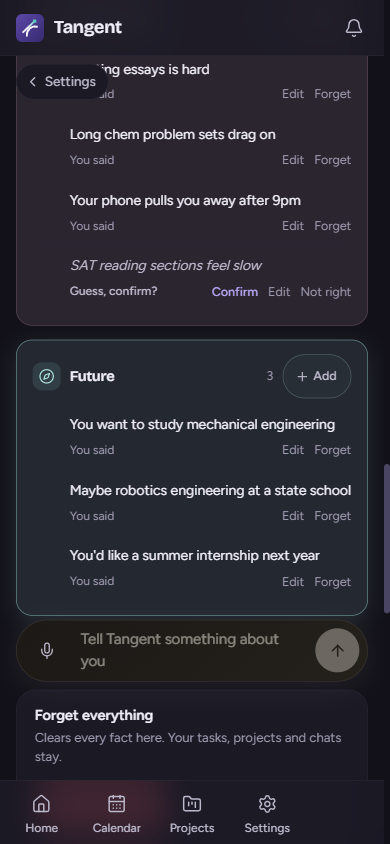 Tangent
Settings
essays is hard
Edit Forget
Long chem problem sets drag on
You said Edit Forget
Your phone pulls you away after 9pm
You said Edit Forget
SAT reading sections feel slow
Guess, confirm? Confirm Edit Not right
Future 3 + Add
You want to study mechanical engineering
You said Edit Forget
Maybe robotics engineering at a state school
You said Edit Forget
You'd like a summer internship next year
You said Edit Forget
Tell Tangent something about
you
Forget everything
Clears every fact here. Your tasks, projects and chats
stay.
Home Calendar Projects Settings